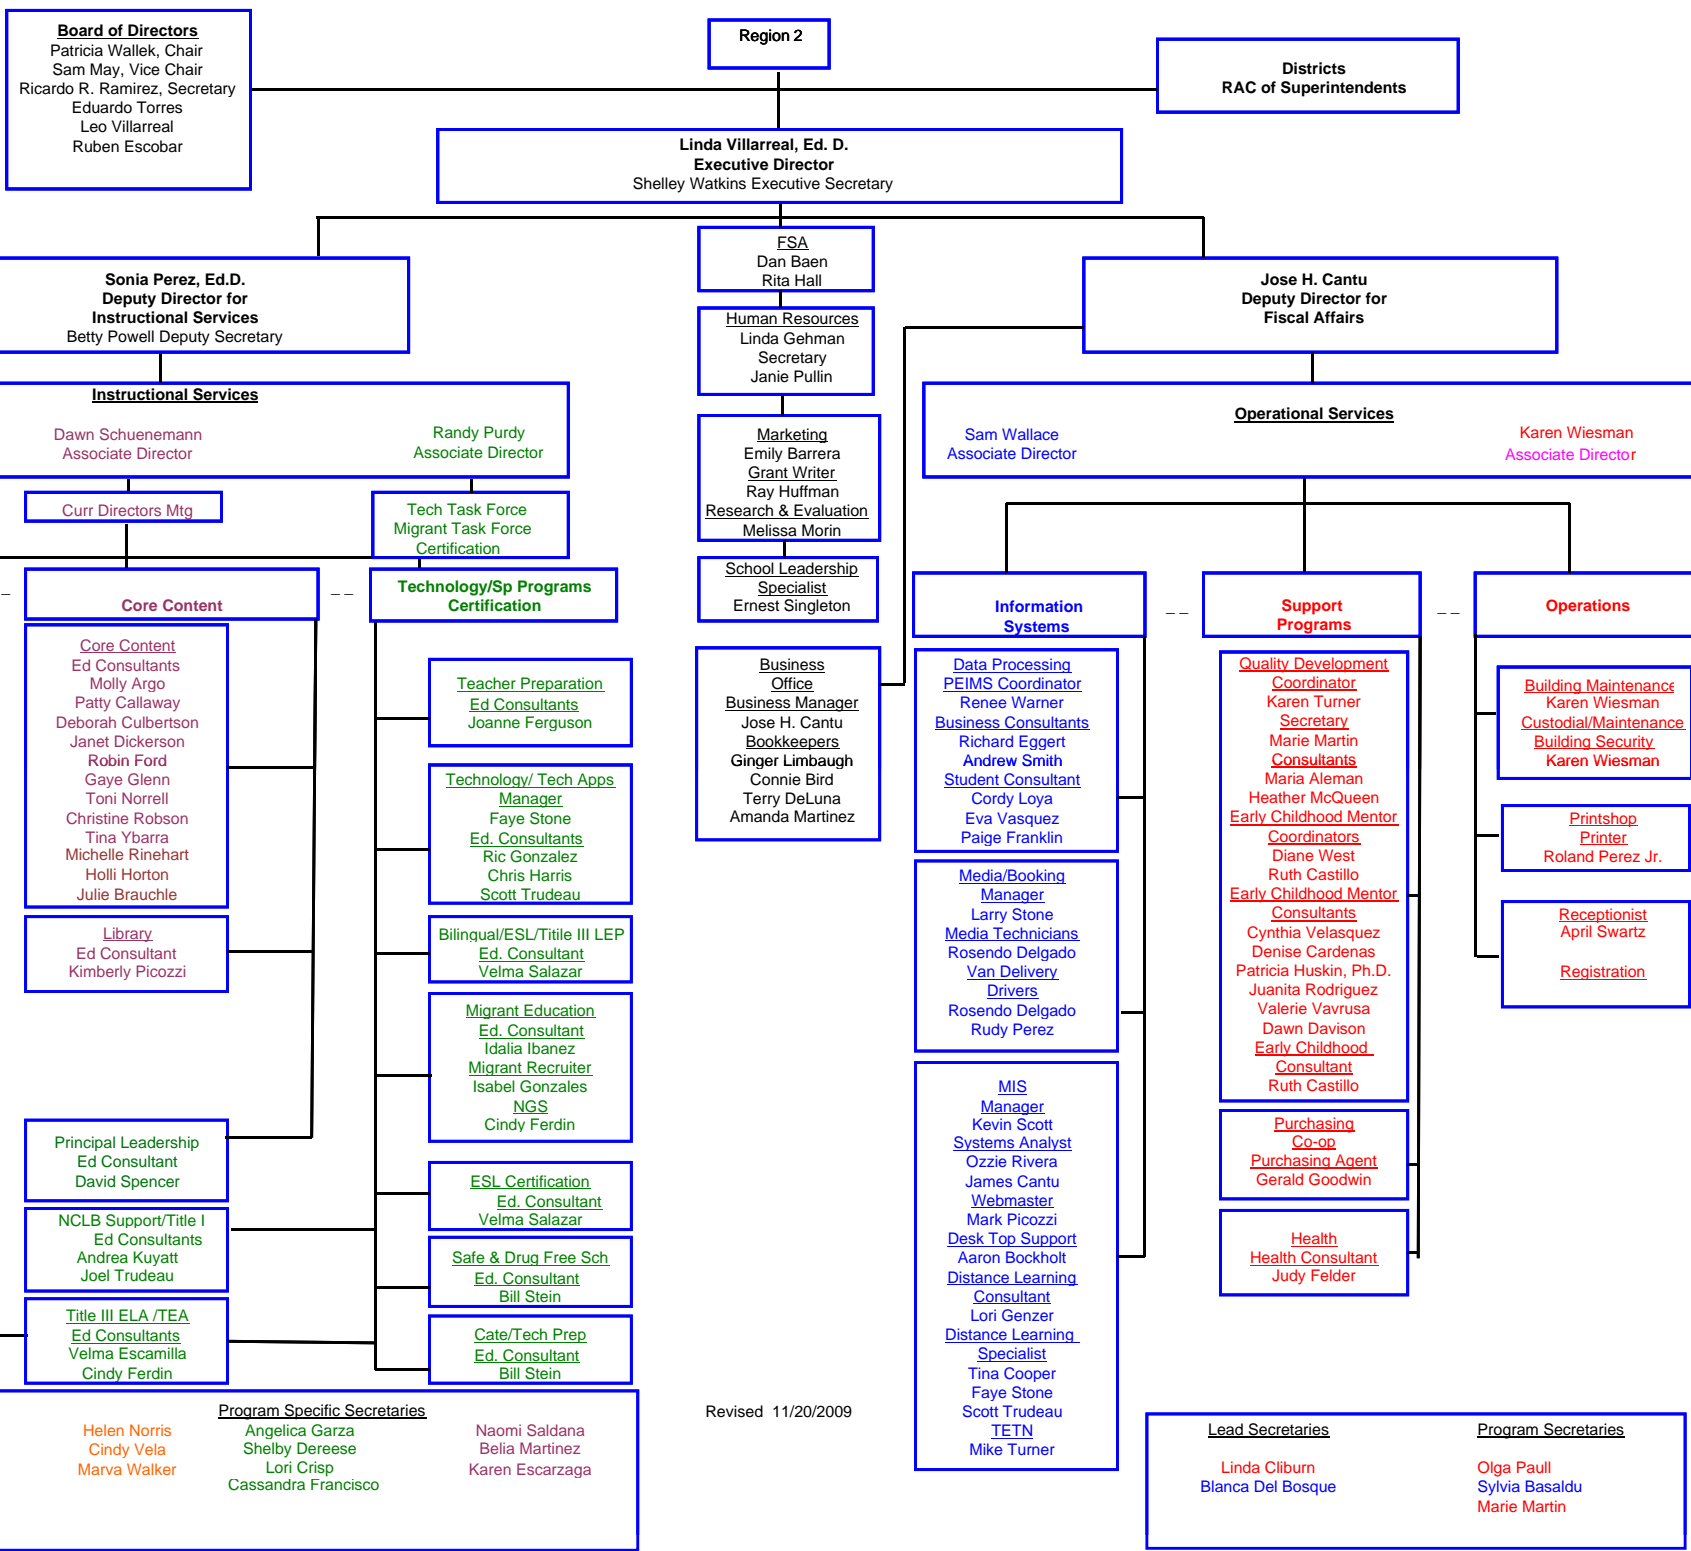 Board of Directors
Patricia Wallek, Chair
Sam May, Vice Chair
Ricardo R. Ramirez, Secretary
Eduardo Torres
Leo Villarreal
Ruben Escobar
Region 2
Districts
RAC of Superintendents
Linda Villarreal, Ed. D.
Executive Director
Shelley Watkins Executive Secretary
Sonia Perez, Ed.D.
Deputy Director for
Instructional Services
Betty Powell Deputy Secretary
FSA
Dan Baen
Rita Hall
Jose H. Cantu
Deputy Director for
Fiscal Affairs
Human Resources
Linda Gehman
Secretary
Janie Pullin
Instructional Services
Dawn Schuenemann
Associate Director
Randy Purdy
Associate Director
Marketing
Emily Barrera
Grant Writer
Ray Huffman
Research & Evaluation
Melissa Morin
Operational Services
Sam Wallace
Associate Director
Karen Wiesman
Associate Director
Curr Directors Mtg
Tech Task Force
Migrant Task Force
Certification
School Leadership
Specialist
Ernest Singleton
Core Content
Technology/Sp Programs
Certification
Information
Systems
Support
Programs
Operations
Core Content
Ed Consultants
Molly Argo
Patty Callaway
Deborah Culbertson
Janet Dickerson
Robin Ford
Gaye Glenn
Toni Norrell
Christine Robson
Tina Ybarra
Michelle Rinehart
Holli Horton
Julie Brauchle
Library
Ed Consultant
Kimberly Picozzi
Principal Leadership
Ed Consultant
David Spencer
NCLB Support/Title I
Ed Consultants
Andrea Kuyatt
Joel Trudeau
Title III ELA /TEA
Ed Consultants
Velma Escamilla
Cindy Ferdin
Teacher Preparation
Ed Consultants
Joanne Ferguson
Technology/ Tech Apps
Manager
Faye Stone
Ed. Consultants
Ric Gonzalez
Chris Harris
Scott Trudeau
Bilingual/ESL/Titile III LEP
Ed. Consultant
Velma Salazar
Migrant Education
Ed. Consultant
Idalia Ibanez
Migrant Recruiter
Isabel Gonzales
NGS
Cindy Ferdin
ESL Certification
Ed. Consultant
Velma Salazar
Safe & Drug Free Sch
Ed. Consultant
Bill Stein
Cate/Tech Prep
Ed. Consultant
Bill Stein
Business
Office
Business Manager
Jose H. Cantu
Bookkeepers
Ginger Limbaugh
Connie Bird
Terry DeLuna
Amanda Martinez
Data Processing
PEIMS Coordinator
Renee Warner
Business Consultants
Richard Eggert
Andrew Smith
Student Consultant
Cordy Loya
Eva Vasquez
Paige Franklin
Media/Booking
Manager
Larry Stone
Media Technicians
Rosendo Delgado
Van Delivery
Drivers
Rosendo Delgado
Rudy Perez
MIS
Manager
Kevin Scott
Systems Analyst
Ozzie Rivera
James Cantu
Webmaster
Mark Picozzi
Desk Top Support
Aaron Bockholt
Distance Learning
Consultant
Lori Genzer
Distance Learning
Specialist
Tina Cooper
Faye Stone
Scott Trudeau
TETN
Mike Turner
Quality Development
Coordinator
Karen Turner
Secretary
Marie Martin
Consultants
Maria Aleman
Heather McQueen
Early Childhood Mentor
Coordinators
Diane West
Ruth Castillo
Early Childhood Mentor
Consultants
Cynthia Velasquez
Denise Cardenas
Patricia Huskin, Ph.D.
Juanita Rodriguez
Valerie Vavrusa
Dawn Davison
Early Childhood
Consultant
Ruth Castillo
Purchasing
Co-op
Purchasing Agent
Gerald Goodwin
Health
Health Consultant
Judy Felder
Building Maintenance
Karen Wiesman
Custodial/Maintenance
Building Security
Karen Wiesman
Printshop
Printer
Roland Perez Jr.
Receptionist
April Swartz
Registration
Program Specific Secretaries
Helen Norris
Cindy Vela
Marva Walker
Angelica Garza
Shelby Dereese
Lori Crisp
Cassandra Francisco
Naomi Saldana
Belia Martinez
Karen Escarzaga
Revised 11/20/2009
Lead Secretaries
Linda Cliburn
Blanca Del Bosque
Program Secretaries
Olga Paull
Sylvia Basaldu
Marie Martin